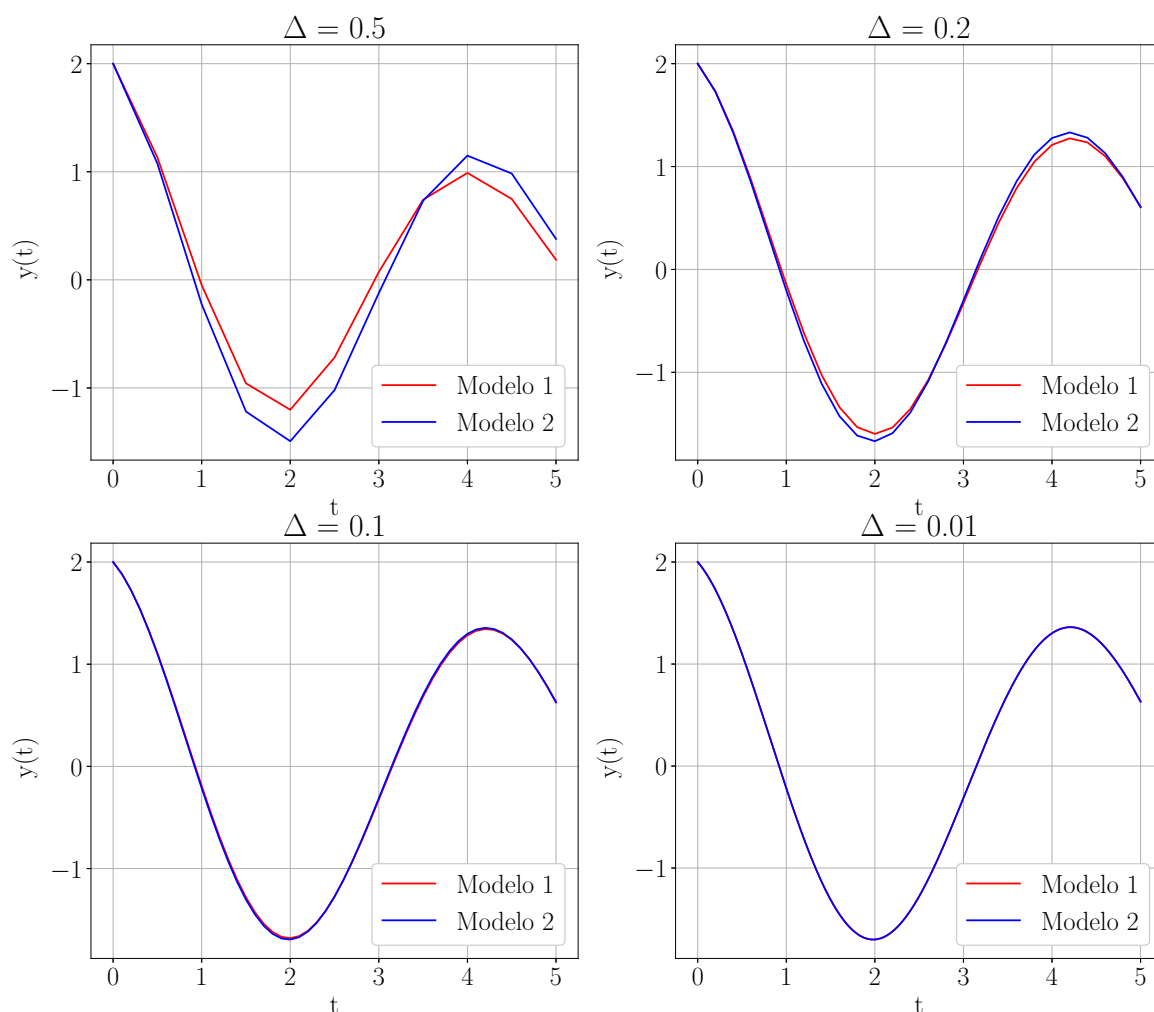 Δ = 0.5
2
1
0
−1
y(t)
0 1 2 3 4 5
t
Modelo 1
Modelo 2
Δ = 0.2
2
1
0
−1
y(t)
0 1 2 3 4 5
t
Modelo 1
Modelo 2
Δ = 0.1
2
1
0
−1
y(t)
0 1 2 3 4 5
t
Modelo 1
Modelo 2
Δ = 0.01
2
1
0
−1
y(t)
0 1 2 3 4 5
t
Modelo 1
Modelo 2